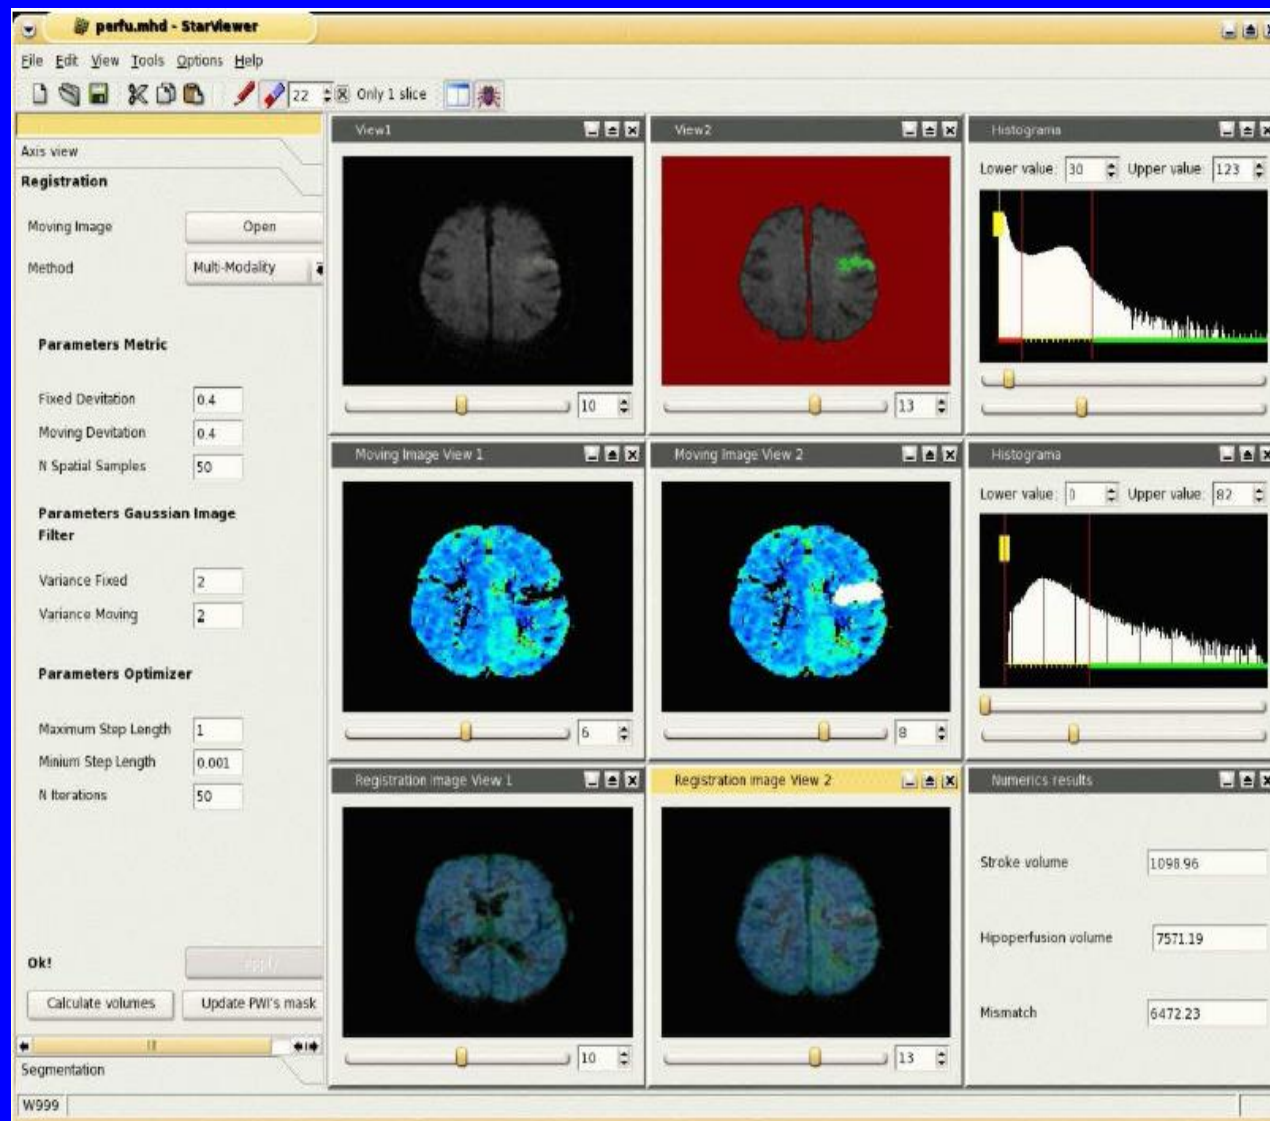 perfu.mhd - StarViewer
File Edit View Tools Options Help
22 Only 1 slice
Axis view
Registration
Moving Image Open
Method Multi-Modality
Parameters Metric
Fixed Devitation 0.4
Moving Devitation 0.4
N Spatial Samples 50
Parameters Gaussian Image
Filter
Variance Fixed 2
Variance Moving 2
Parameters Optimizer
Maximum Step Length 1
Minium Step Length 0.001
N Iterations 50
Ok! Apply
Calculate volumes Update PWI's mask
Segmentation
W999
View1
10
View2
13
Histograma
Lower value: 30 Upper value: 123
Moving Image View 1
6
Moving Image View 2
8
Histograma
Lower value: 0 Upper value: 82
Registration Image View 1
10
Registration Image View 2
13
Numerics results
Stroke volume 1098.96
Hipoperfusion volume 7571.19
Mismatch 6472.23